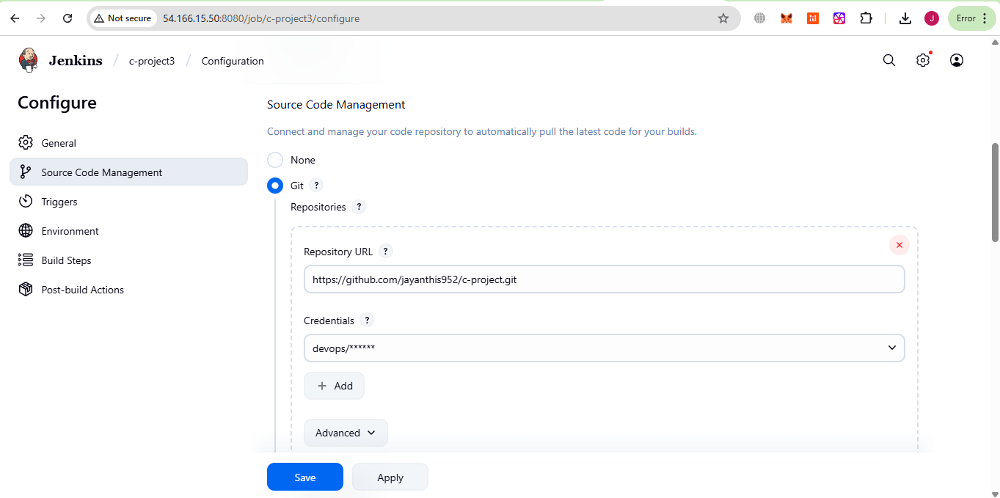 Not secure 54.166.15.50:8080/job/c-project3/configure J Error
Jenkins / c-project3 / Configuration
Configure
General
Source Code Management
Triggers
Environment
Build Steps
Post-build Actions
Source Code Management
Connect and manage your code repository to automatically pull the latest code for your builds.
None
Git ?
Repositories ?
Repository URL ?
https://github.com/jayanthis952/c-project.git
Credentials ?
devops/******
+ Add
Advanced
Save Apply